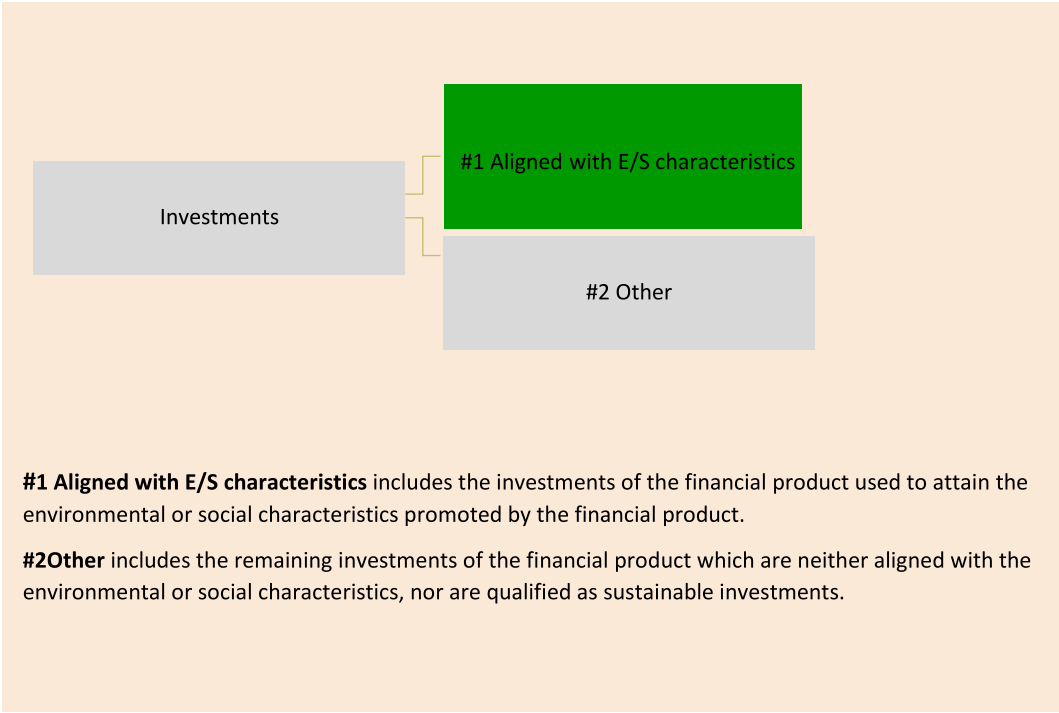 #1 Aligned with E/S characteristics
Investments
#2 Other
#1 Aligned with E/S characteristics includes the investments of the financial product used to attain the
environmental or social characteristics promoted by the financial product.
#2Other includes the remaining investments of the financial product which are neither aligned with the
environmental or social characteristics, nor are qualified as sustainable investments.